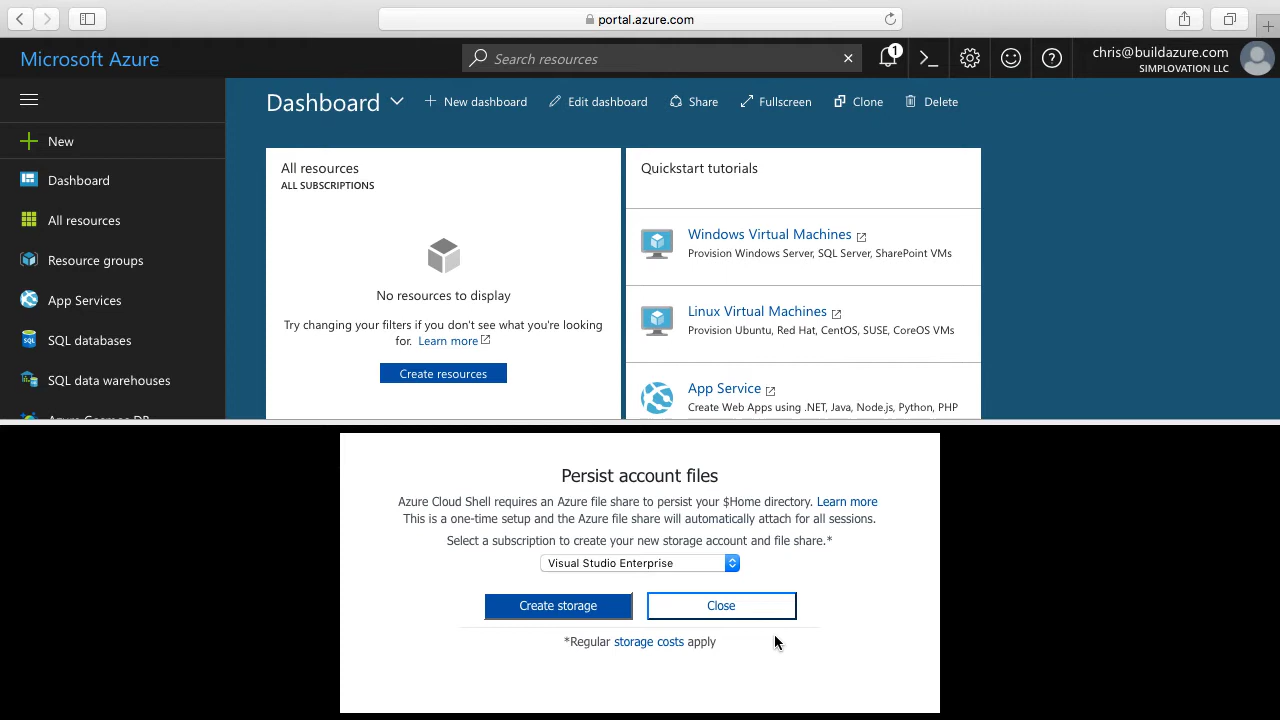 portal.azure.com
Microsoft Azure
Search resources
1
chris@buildazure.com
SIMPLOVATION LLC
Dashboard
New dashboard
Edit dashboard
Share
Fullscreen
Clone
Delete
New
Dashboard
All resources
Resource groups
App Services
SQL databases
SQL data warehouses
Azure Cosmos DB
All resources
ALL SUBSCRIPTIONS
No resources to display
Try changing your filters if you don't see what you're looking
for. Learn more
Create resources
Quickstart tutorials
Windows Virtual Machines
Provision Windows Server, SQL Server, SharePoint VMs
Linux Virtual Machines
Provision Ubuntu, Red Hat, CentOS, SUSE, CoreOS VMs
App Service
Create Web Apps using .NET, Java, Node.js, Python, PHP
Persist account files
Azure Cloud Shell requires an Azure file share to persist your $Home directory. Learn more
This is a one-time setup and the Azure file share will automatically attach for all sessions.
Select a subscription to create your new storage account and file share.*
Visual Studio Enterprise
Create storage
Close
*Regular storage costs apply